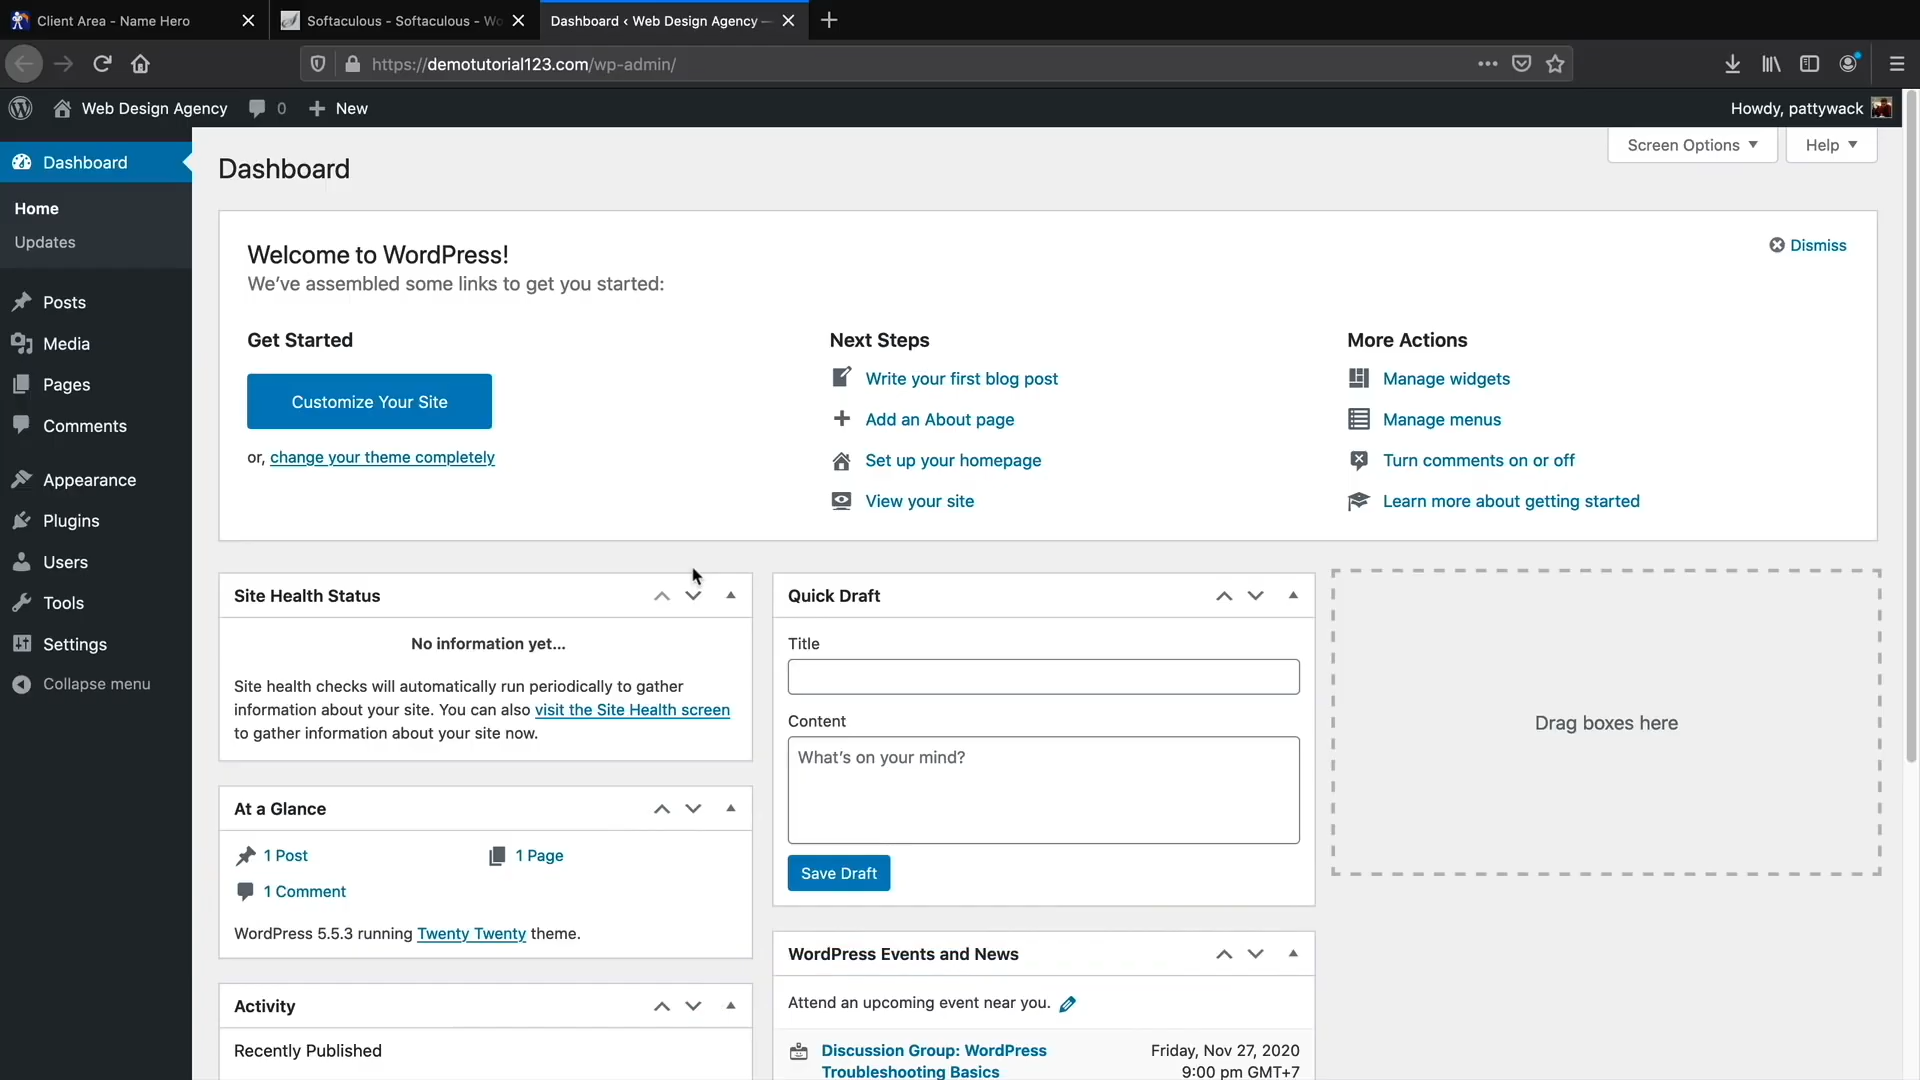 Client Area - Name Hero
Softaculous - Softaculous - Wo
Dashboard ‹ Web Design Agency —
https://demotutorial123.com/wp-admin/
Web Design Agency
0
New
Howdy, pattywack
Dashboard
Home
Updates
Posts
Media
Pages
Comments
Appearance
Plugins
Users
Tools
Settings
Collapse menu
Dashboard
Screen Options
Help
Welcome to WordPress!
We've assembled some links to get you started:
Dismiss
Get Started
Customize Your Site
or, change your theme completely
Next Steps
Write your first blog post
Add an About page
Set up your homepage
View your site
More Actions
Manage widgets
Manage menus
Turn comments on or off
Learn more about getting started
Site Health Status
No information yet...
Site health checks will automatically run periodically to gather
information about your site. You can also visit the Site Health screen
to gather information about your site now.
At a Glance
1 Post
1 Page
1 Comment
WordPress 5.5.3 running Twenty Twenty theme.
Activity
Recently Published
Quick Draft
Title
Content
What's on your mind?
Save Draft
WordPress Events and News
Attend an upcoming event near you.
Discussion Group: WordPress
Troubleshooting Basics
Friday, Nov 27, 2020
9:00 pm GMT+7
Drag boxes here